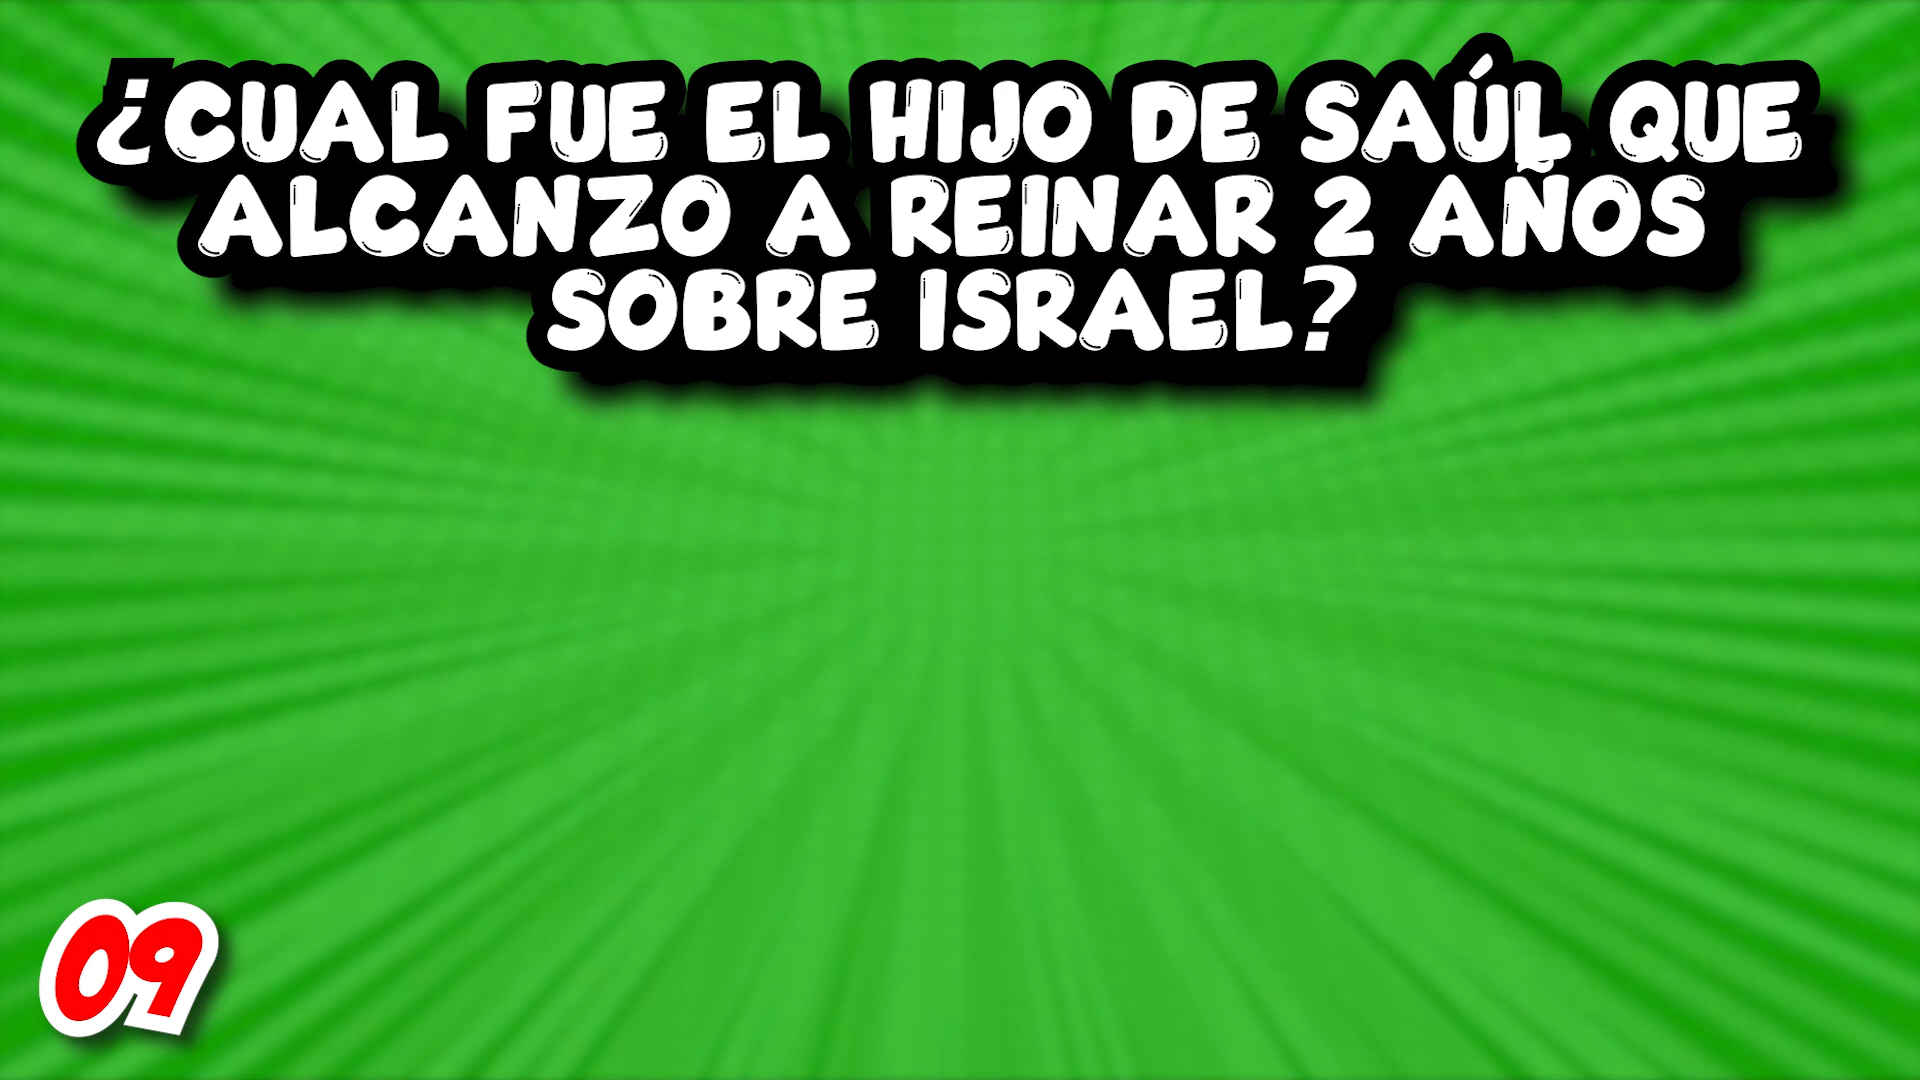 ¿CUAL FUE EL HIJO DE SAÚL QUE
ALCANZO A REINAR 2 AÑOS
SOBRE ISRAEL?
09